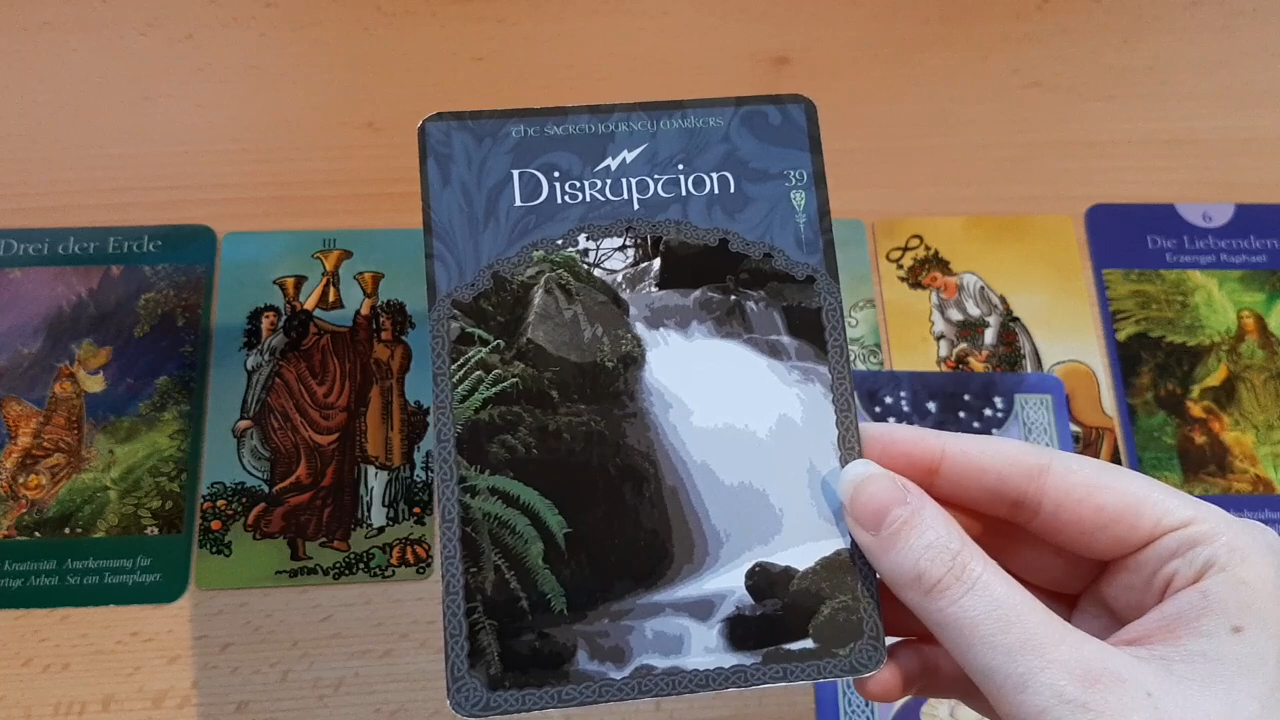 THE SACRED JOURNEY MARKERS
Disruption
39
Drei der Erde
Kreativität. Anerkennung für
Arbeit. Sei ein Teamplayer.
III
6
Die Liebenden
Erzengel Raphael